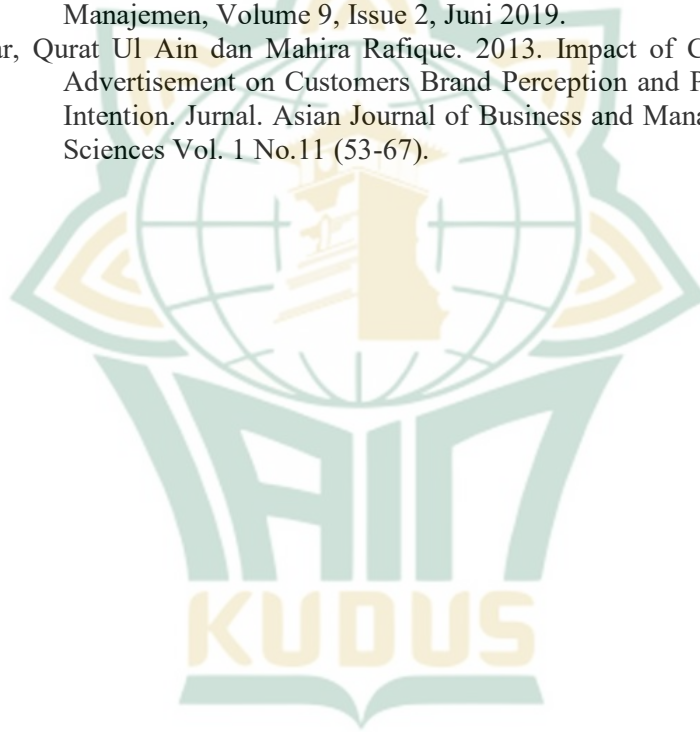 Manajemen, Volume 9, Issue 2, Juni 2019.
Qurat Ul Ain dan Mahira Rafique. 2013. Impact of
Advertisement on Customers Brand Perception and
Intention. Jurnal. Asian Journal of Business and
Sciences Vol. 1 No.11 (53-67).
IAIN
KUDUS